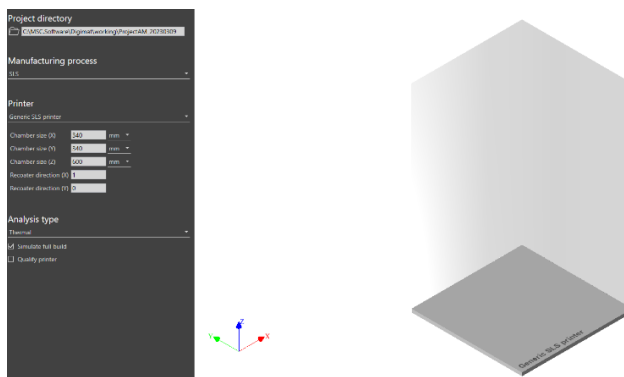 Project directory
C:\MSC.Software\Digimat\working\ProjectAM_20230309
Manufacturing process
SLS
Printer
Generic SLS printer
Chamber size (X) 340 mm
Chamber size (Y) 340 mm
Chamber size (Z) 600 mm
Recoater direction (X) 1
Recoater direction (Y) 0
Analysis type
Thermal
Simulate full build
Qualify printer
Z
Y
X
Generic SLS printer